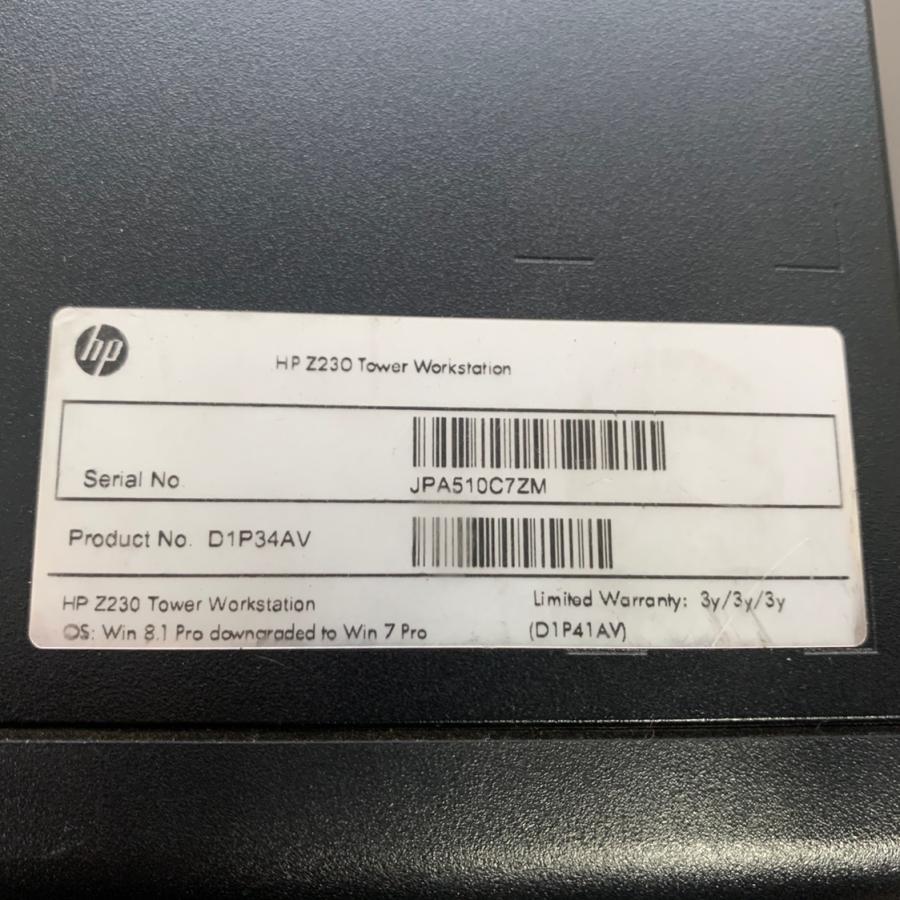 hp
HP Z230 Tower Workstation
Serial No.
JPA510C7ZM
Product No. D1P34AV
HP Z230 Tower Workstation
Limited Warranty: 3y/3y/3y
OS: Win 8.1 Pro downgraded to Win 7 Pro
(D1P41AV)